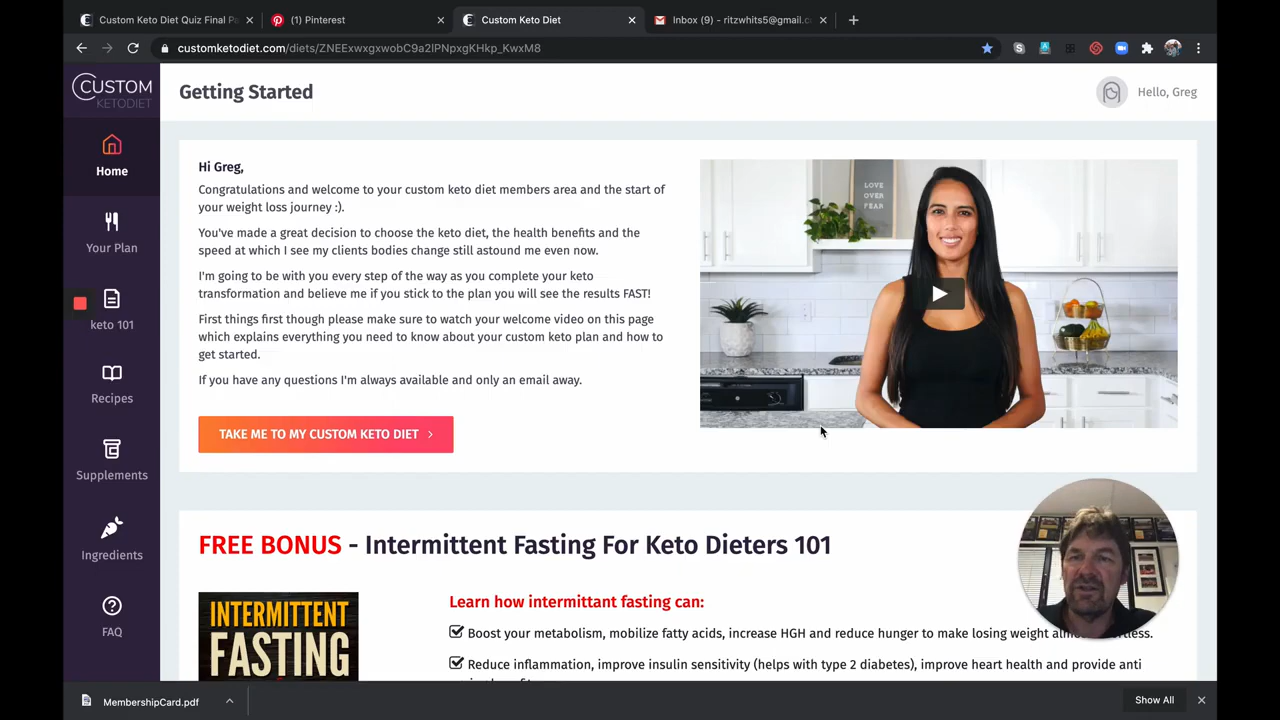 Custom Keto Diet Quiz Final P
(1) Pinterest
Custom Keto Diet
Inbox (9) - ritzwhits5@gmail.c
customketodiet.com/diets/ZNEExwxgxwobC9a2lPNpxgKHkp_KwxM8
CUSTOM
KETODIET
Getting Started
Hello, Greg
Home
Your Plan
keto 101
Recipes
Supplements
Ingredients
FAQ
Hi Greg,
Congratulations and welcome to your custom keto diet members area and the start of
your weight loss journey :).
You've made a great decision to choose the keto diet, the health benefits and the
speed at which I see my clients bodies change still astound me even now.
I'm going to be with you every step of the way as you complete your keto
transformation and believe me if you stick to the plan you will see the results FAST!
First things first though please make sure to watch your welcome video on this page
which explains everything you need to know about your custom keto plan and how to
get started.
If you have any questions I'm always available and only an email away.
TAKE ME TO MY CUSTOM KETO DIET
LOVE
OVER
FEAR
FREE BONUS - Intermittent Fasting For Keto Dieters 101
INTERMITTENT
FASTING
Learn how intermittant fasting can:
Boost your metabolism, mobilize fatty acids, increase HGH and reduce hunger to make losing weight
Reduce inflammation, improve insulin sensitivity (helps with type 2 diabetes), improve heart health and provide anti
MembershipCard.pdf
Show All